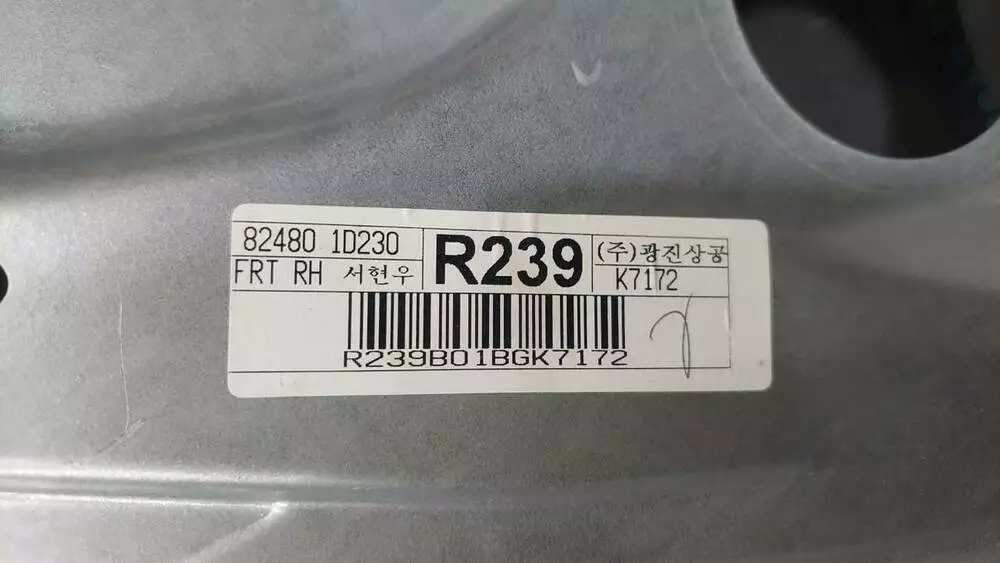 82480 1D230
FRT RH 서현우
R239
(주)광진상공
K7172
R239B01BGK7172